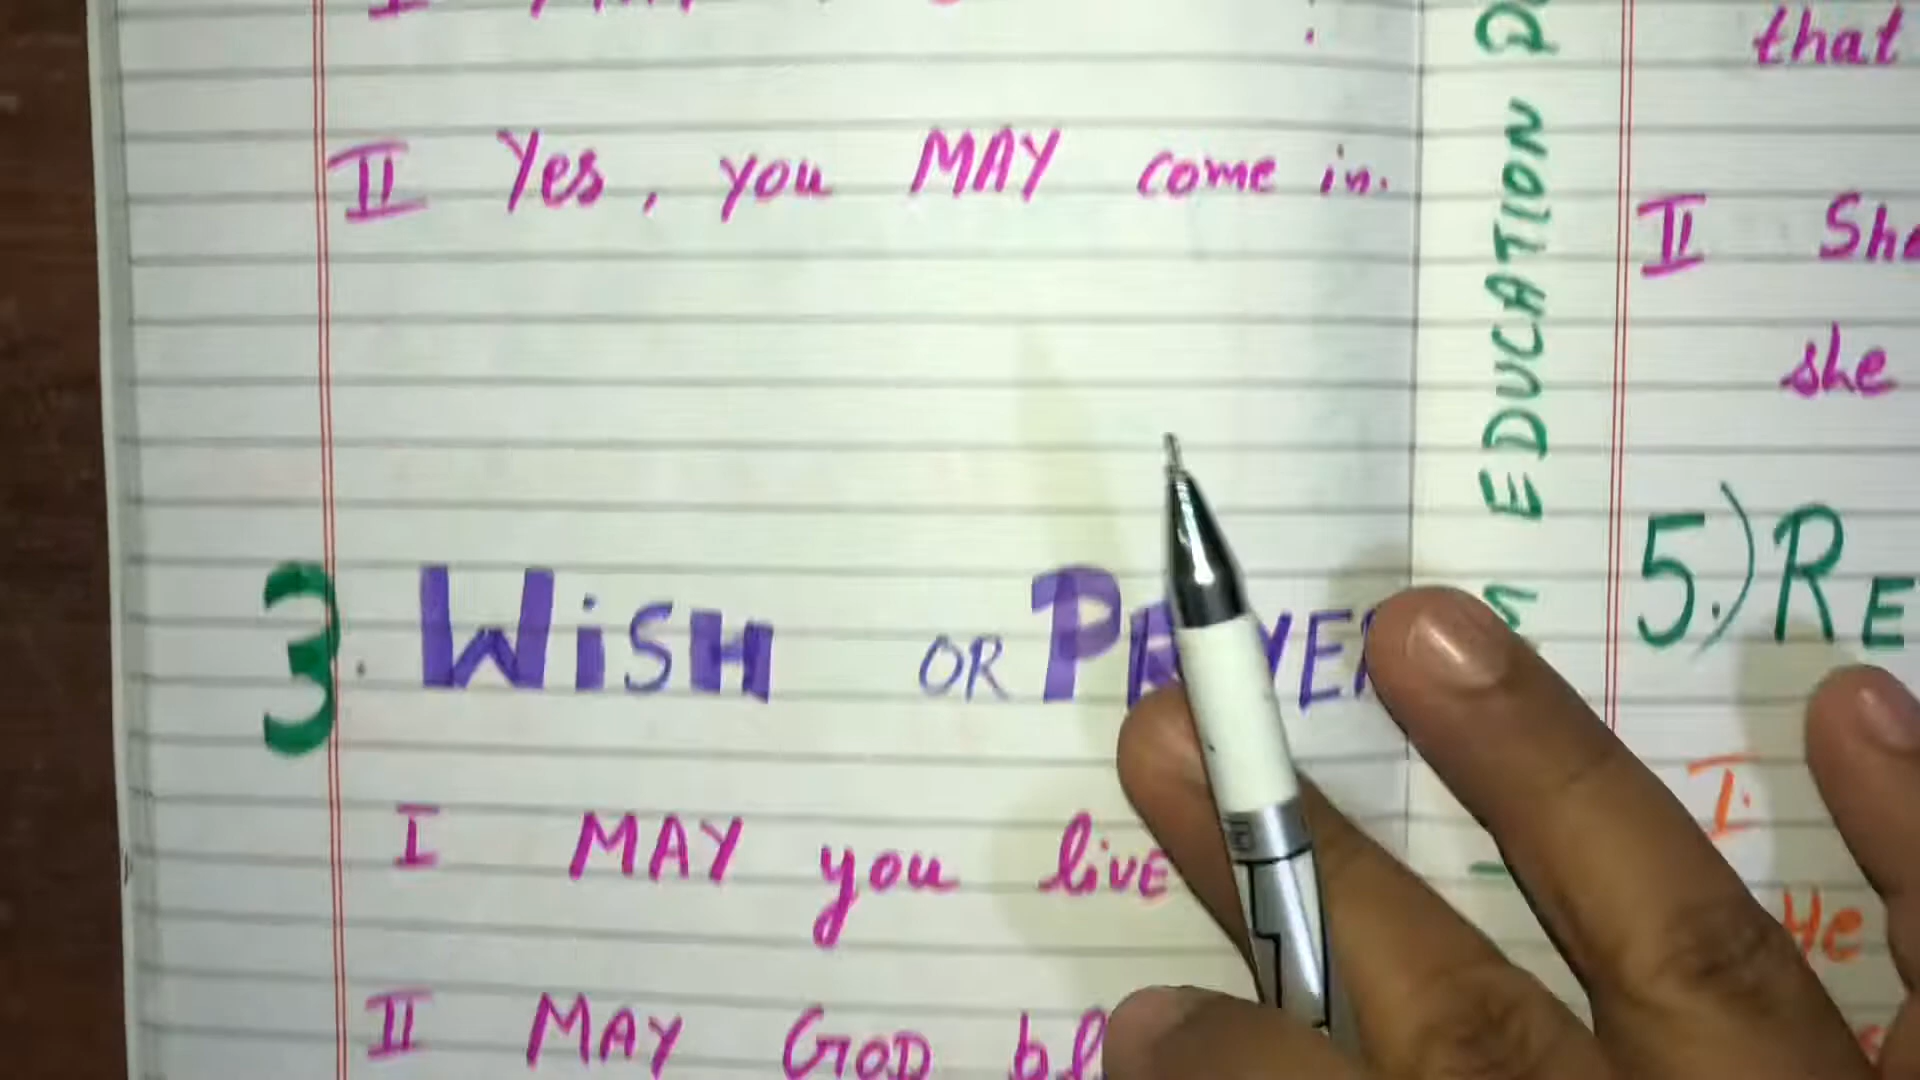 II Yes, you MAY come in.
3. WiSH OR
I MAY you livE
II MAY GOD
EDUCATION
that
II
she
5.) RE
I.
He